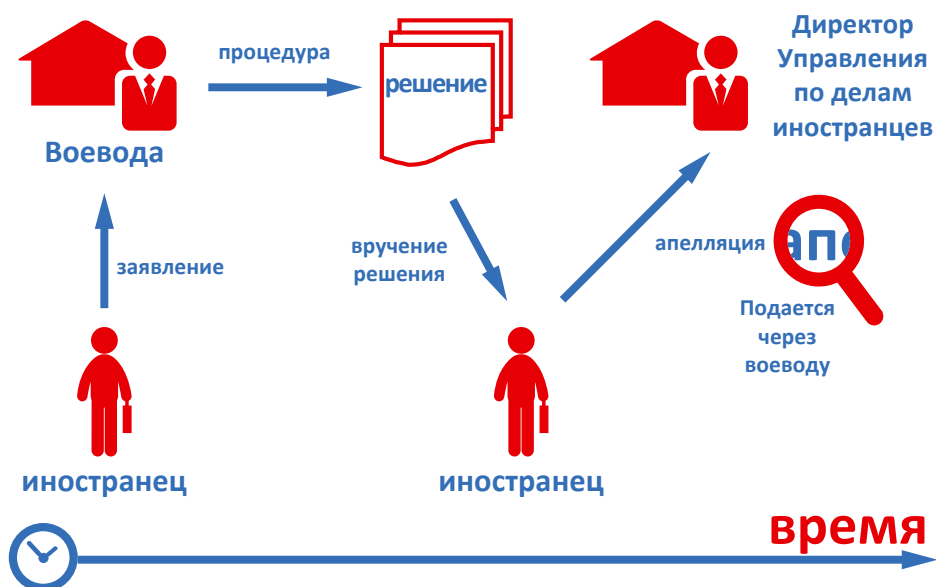 процедура
решение
Директор
Управления
по делам
иностранцев
Воевода
заявление
вручение
решения
апелляция
апе
Подается
через
воеводу
иностранец
иностранец
время